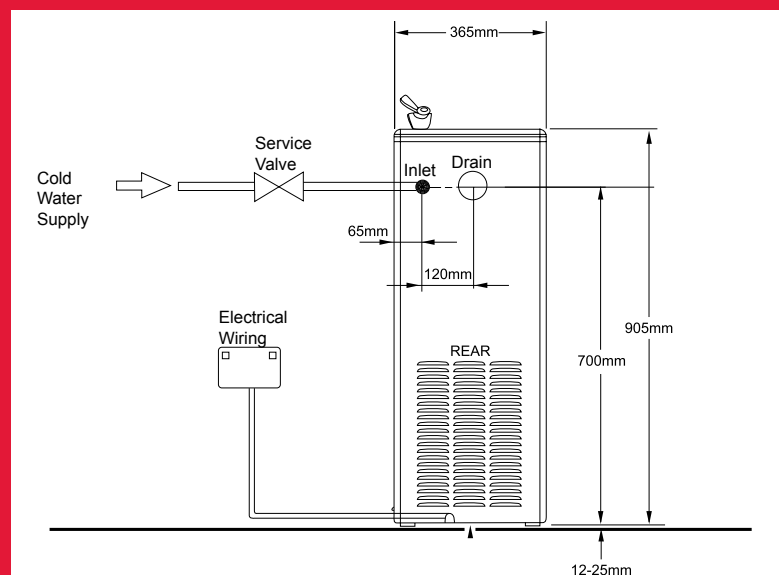 365mm
Service
Valve
Inlet
Drain
Cold
Water
Supply
65mm
120mm
Electrical
Wiring
905mm
REAR
700mm
12-25mm